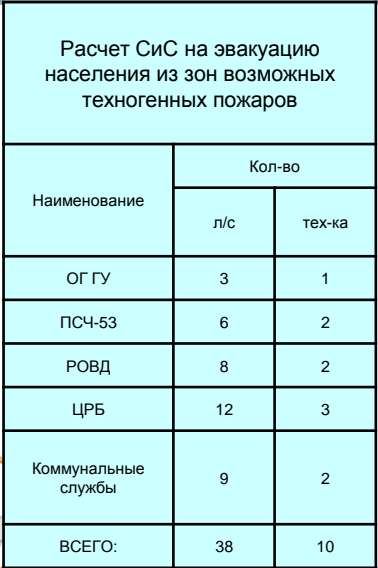 Расчет СиС на эвакуацию
населения из зон возможных
техногенных пожаров
Наименование
Кол-во
л/с тех-ка
ОГ ГУ 3 1
ПСЧ-53 6 2
РОВД 8 2
ЦРБ 12 3
Коммунальные
службы 9 2
ВСЕГО: 38 10